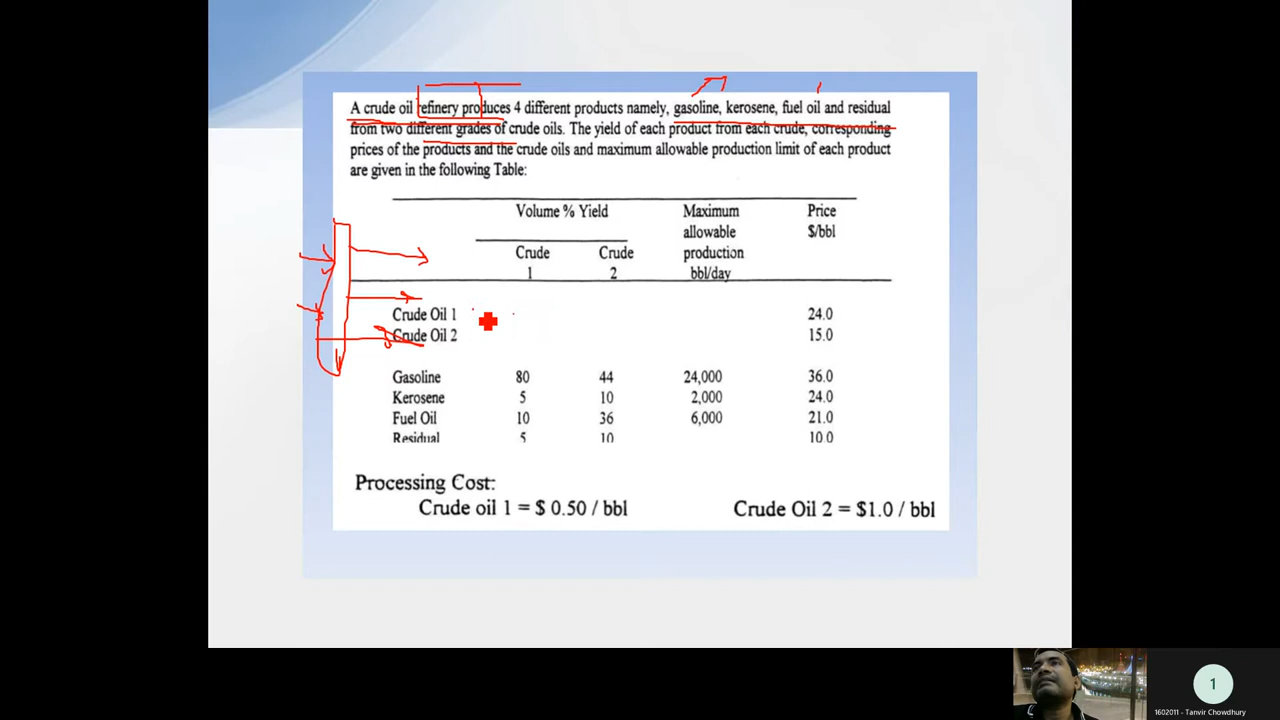 A crude oil refinery produces 4 different products namely, gasoline, kerosene, fuel oil and residual
from two different grades of crude oils. The yield of each product from each crude, corresponding
prices of the products and the crude oils and maximum allowable production limit of each product
are given in the following Table:
Volume % Yield Maximum Price
allowable $/bbl
Crude Crude production
1 2 bbl/day
Crude Oil 1 24.0
Crude Oil 2 15.0
Gasoline 80 44 24,000 36.0
Kerosene 5 10 2,000 24.0
Fuel Oil 10 36 6,000 21.0
Residual 5 10 10.0
Processing Cost:
Crude oil 1 = $ 0.50 / bbl Crude Oil 2 = $1.0 / bbl
1
1602011 - Tanvir Chowdhury